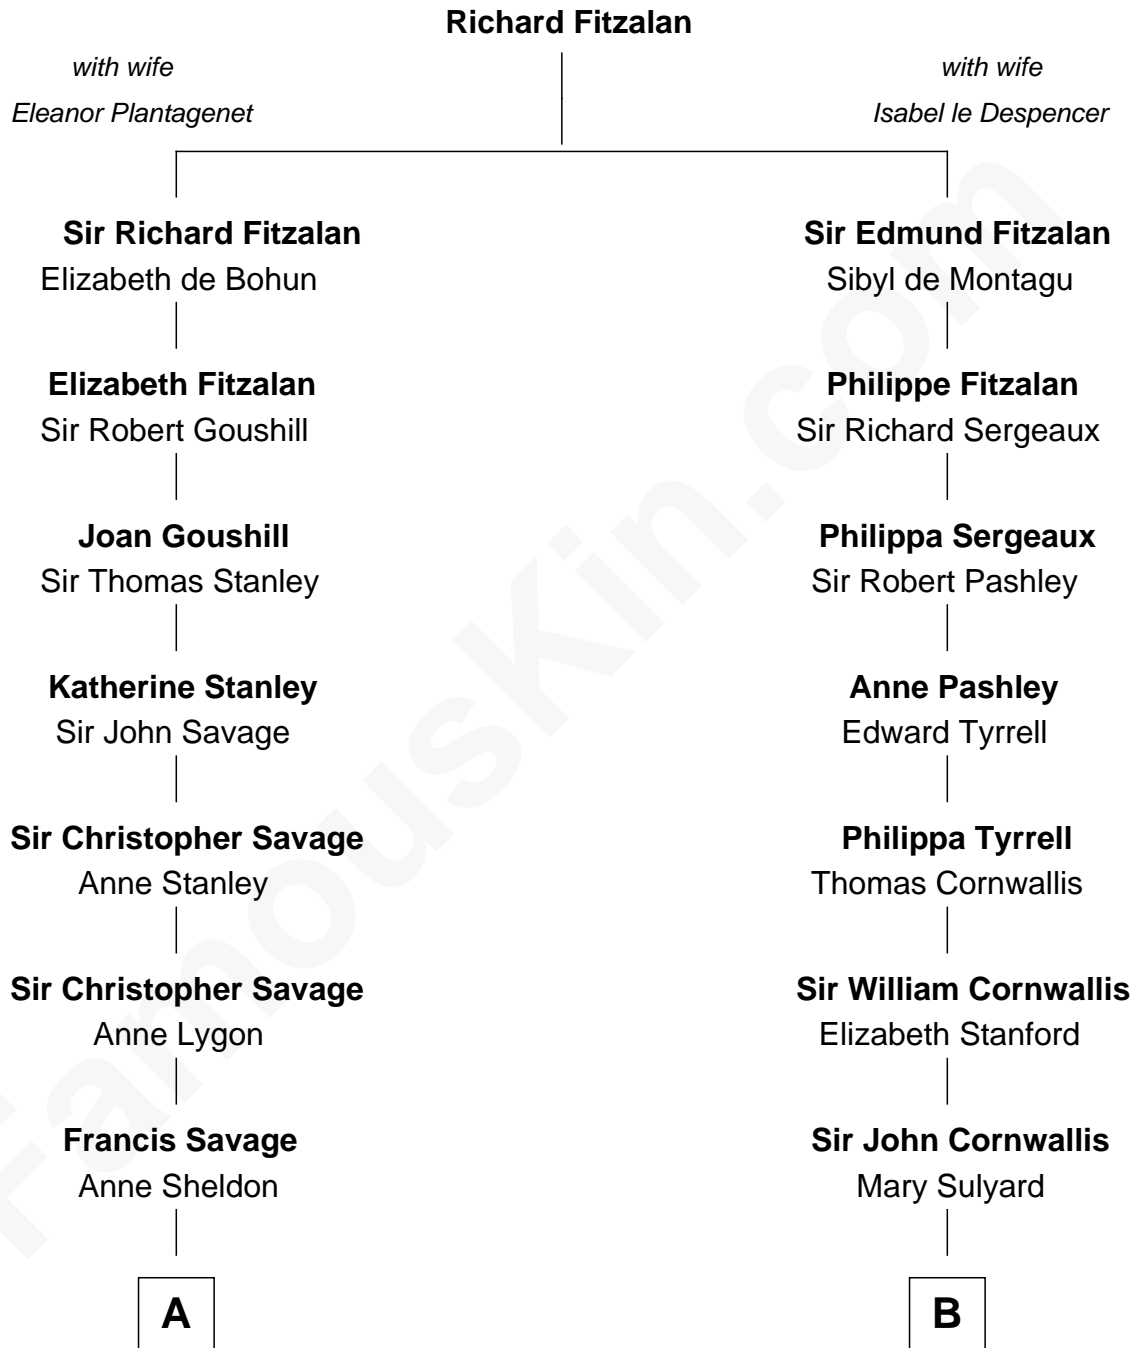 Richard Fitzalan
with wife
Eleanor Plantagenet
with wife
Isabel le Despencer
Sir Richard Fitzalan
Elizabeth de Bohun
Sir Edmund Fitzalan
Sibyl de Montagu
Elizabeth Fitzalan
Sir Robert Goushill
Philippe Fitzalan
Sir Richard Sergeaux
Joan Goushill
Sir Thomas Stanley
Philippa Sergeaux
Sir Robert Pashley
Katherine Stanley
Sir John Savage
Anne Pashley
Edward Tyrrell
Sir Christopher Savage
Anne Stanley
Philippa Tyrrell
Thomas Cornwallis
Sir Christopher Savage
Anne Lygon
Sir William Cornwallis
Elizabeth Stanford
Francis Savage
Anne Sheldon
Sir John Cornwallis
Mary Sulyard
A
B
FamousKin.com